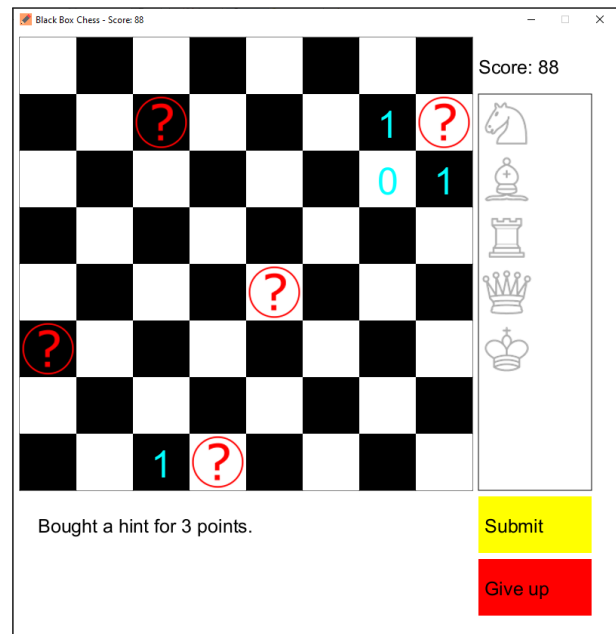 Black Box Chess - Score: 88
Score: 88
? 1 ?
0 1
?
?
1 ?
Bought a hint for 3 points.
Submit
Give up